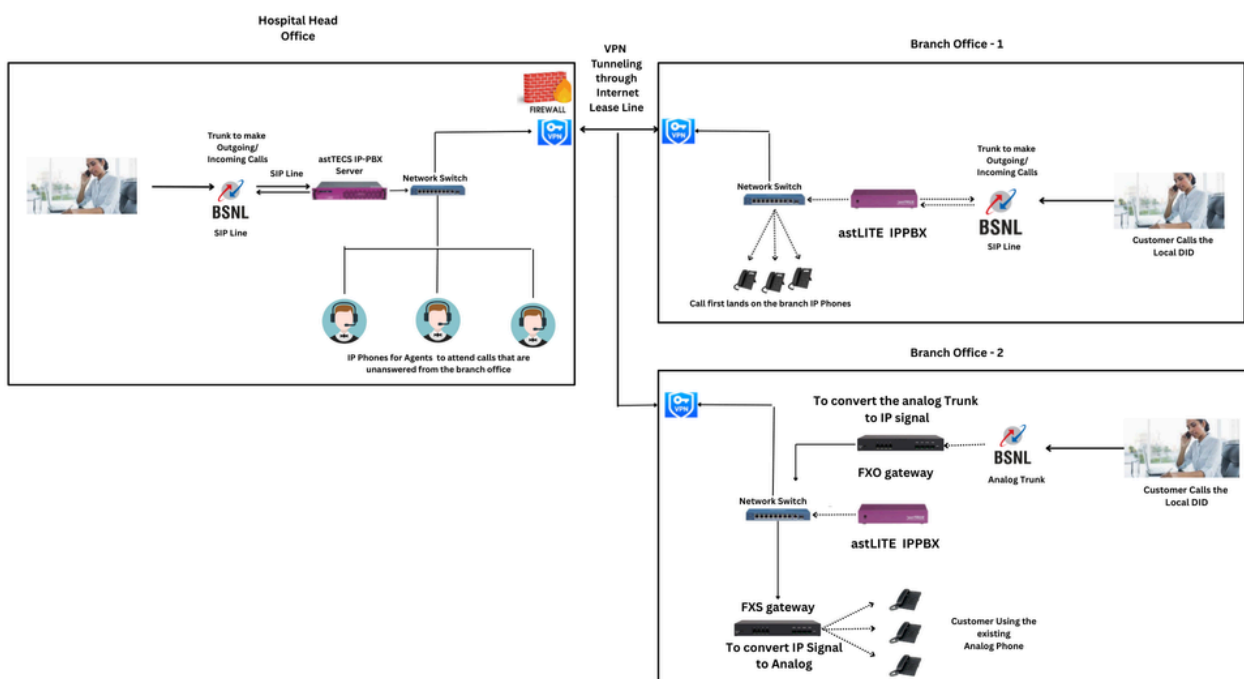 Hospital Head
Office
FIREWALL
VPN
Trunk to make
Outgoing/
Incoming Calls
SIP Line
astTECS IP-PBX
Server
Network Switch
BSNL
SIP Line
IP Phones for Agents to attend calls that are
unanswered from the branch office
VPN
Tunneling
through
Internet
Lease Line
Branch Office - 1
VPN
Network Switch
astLITE IPPBX
Trunk to make
Outgoing/
Incoming Calls
BSNL
SIP Line
Customer Calls the
Local DID
Call first lands on the branch IP Phones
Branch Office - 2
VPN
To convert the analog Trunk
to IP signal
FXO gateway
BSNL
Analog Trunk
Customer Calls the
Local DID
Network Switch
astLITE IPPBX
FXS gateway
To convert IP Signal
to Analog
Customer Using the
existing
Analog Phone